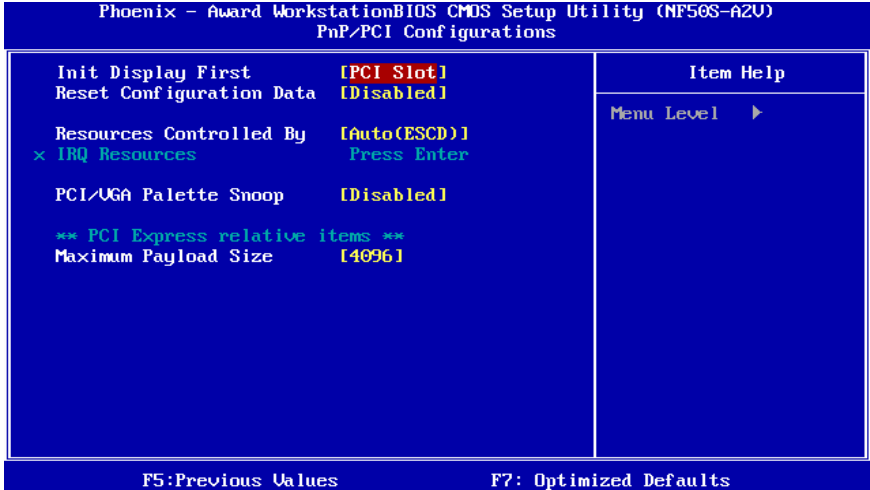 Phoenix - Award WorkstationBIOS CMOS Setup Utility (NF50S-A2V)
PnP/PCI Configurations
Init Display First [PCI Slot]
Reset Configuration Data [Disabled]
Resources Controlled By [Auto(ESCD)]
x IRQ Resources Press Enter
PCI/VGA Palette Snoop [Disabled]
** PCI Express relative items **
Maximum Payload Size [4096]
Item Help
Menu Level ▶
F5:Previous Values F7: Optimized Defaults